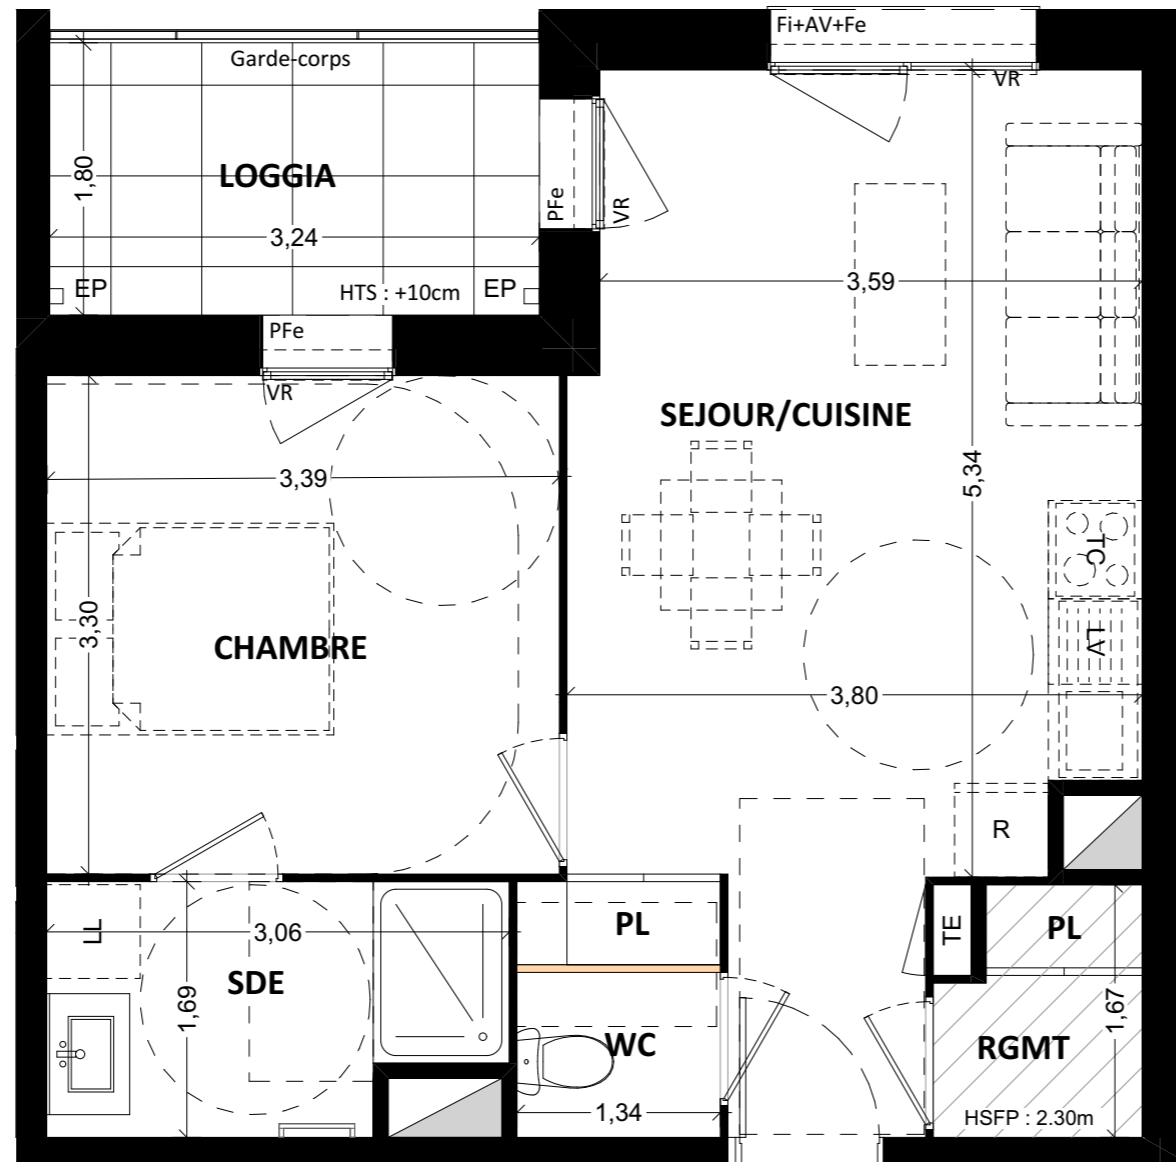 Fi+AV+Fe
Garde-corps
VR
LOGGIA
1,80
PFe
VR
3,24
3,59
EP
HTS : +10cm
EP
PFe
VR
SEJOUR/CUISINE
3,39
5,34
TC
3,30
CHAMBRE
LV
3,80
R
LL
3,06
PL
TE
PL
SDE
1,69
WC
1,67
RGMT
1,34
HSFP : 2.30m